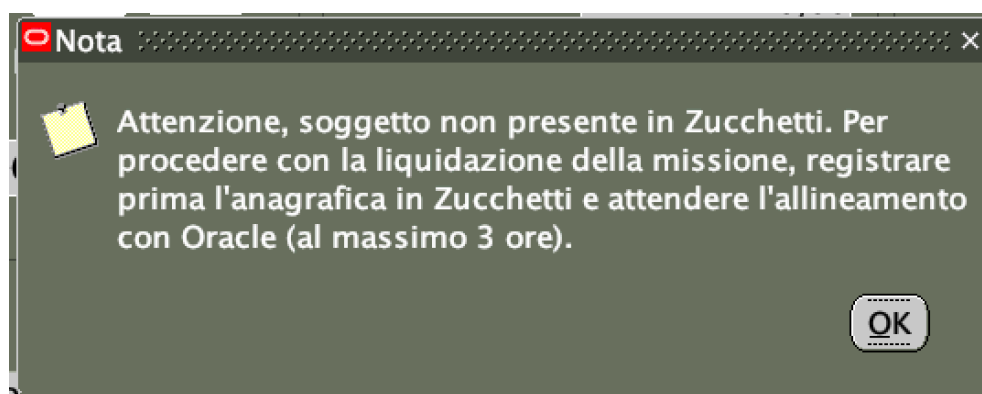 Nota
Attenzione, soggetto non presente in Zucchetti. Per
procedere con la liquidazione della missione, registrare
prima l'anagrafica in Zucchetti e attendere l'allineamento
con Oracle (al massimo 3 ore).
OK